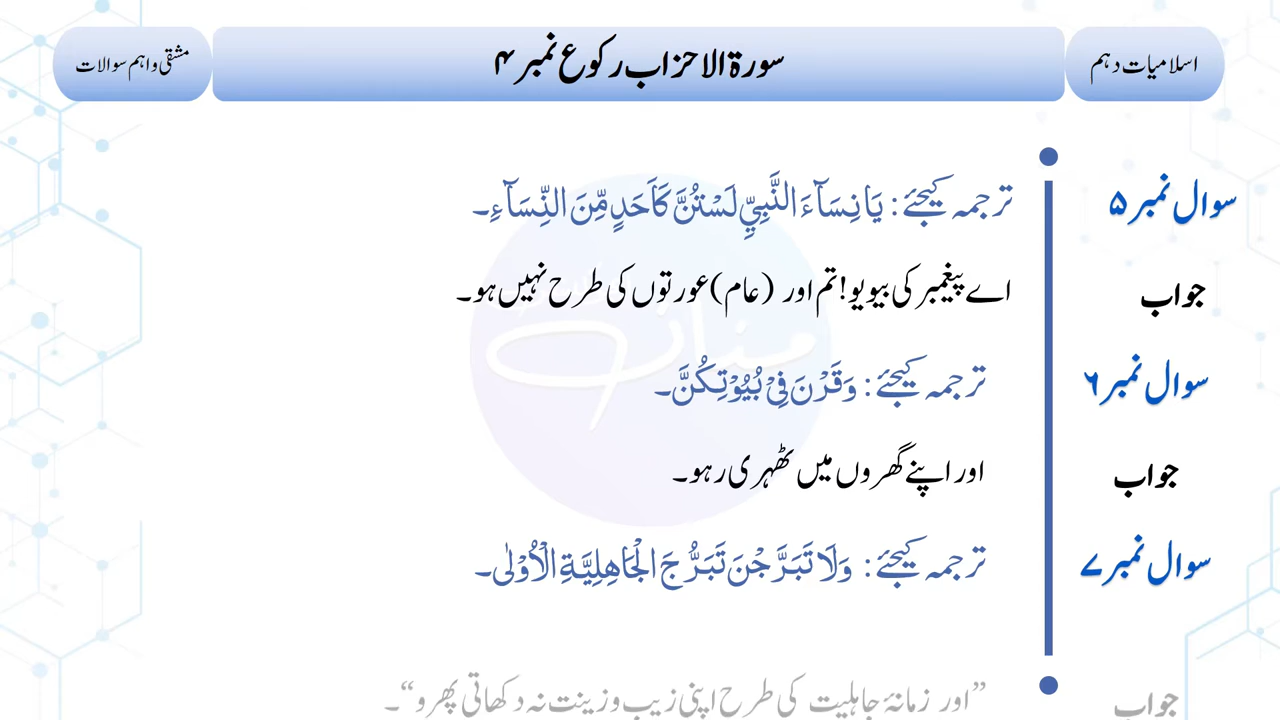 اسلامیات دہم
سورۃ الاحزاب رکوع نمبر ۴
مشقی و اہم سوالات
سوال نمبر ۵
ترجمہ کیجئے: یَا نِسَآءَ النَّبِيِّ لَسْتُنَّ کَاَحَدٍ مِّنَ النِّسَآءِ۔
جواب
اے پیغمبر کی بیویو! تم اور (عام) عورتوں کی طرح نہیں ہو۔
سوال نمبر ۶
ترجمہ کیجئے: وَقَرْنَ فِیْ بُیُوْتِکُنَّ۔
جواب
اور اپنے گھروں میں ٹھہری رہو۔
سوال نمبر ۷
ترجمہ کیجئے: وَلَا تَبَرَّجْنَ تَبَرُّجَ الْجَاهِلِیَّةِ الْاُوْلٰی۔
جواب
”اور زمانۂ جاہلیت کی طرح اپنی زیب و زینت نہ دکھاتی پھرو“۔